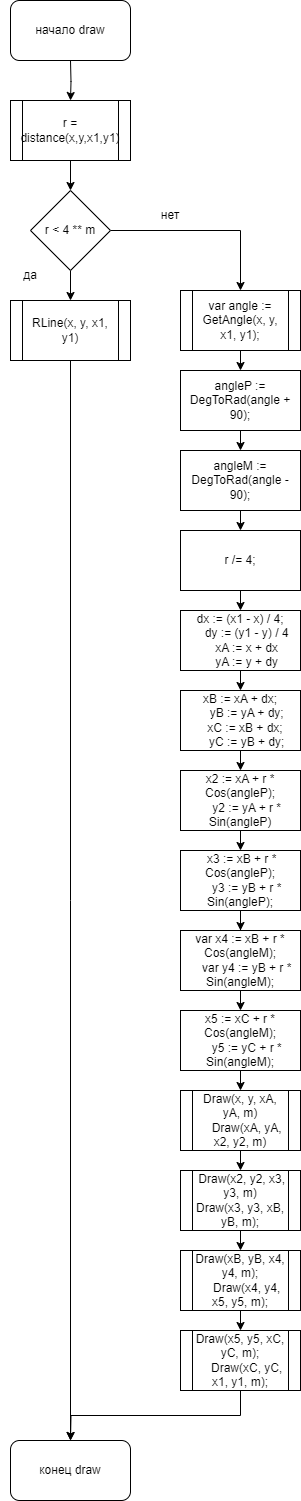 начало draw
r =
distance(x,y,x1,y1)
r < 4 ** m
нет
да
RLine(x, y, x1,
y1)
var angle :=
GetAngle(x, y,
x1, y1);
angleP :=
DegToRad(angle +
90);
angleM :=
DegToRad(angle -
90);
r /= 4;
dx := (x1 - x) / 4;
dy := (y1 - y) / 4
xA := x + dx
yA := y + dy
xB := xA + dx;
yB := yA + dy;
xC := xB + dx;
yC := yB + dy;
x2 := xA + r *
Cos(angleP);
y2 := yA + r *
Sin(angleP)
x3 := xB + r *
Cos(angleP);
y3 := yB + r *
Sin(angleP);
var x4 := xB + r *
Cos(angleM);
var y4 := yB + r *
Sin(angleM);
x5 := xC + r *
Cos(angleM);
y5 := yC + r *
Sin(angleM);
Draw(x, y, xA,
yA, m)
Draw(xA, yA,
x2, y2, m)
Draw(x2, y2, x3,
y3, m)
Draw(x3, y3, xB,
yB, m);
Draw(xB, yB, x4,
y4, m);
Draw(x4, y4,
x5, y5, m);
Draw(x5, y5, xC,
yC, m);
Draw(xC, yC,
x1, y1, m);
конец draw